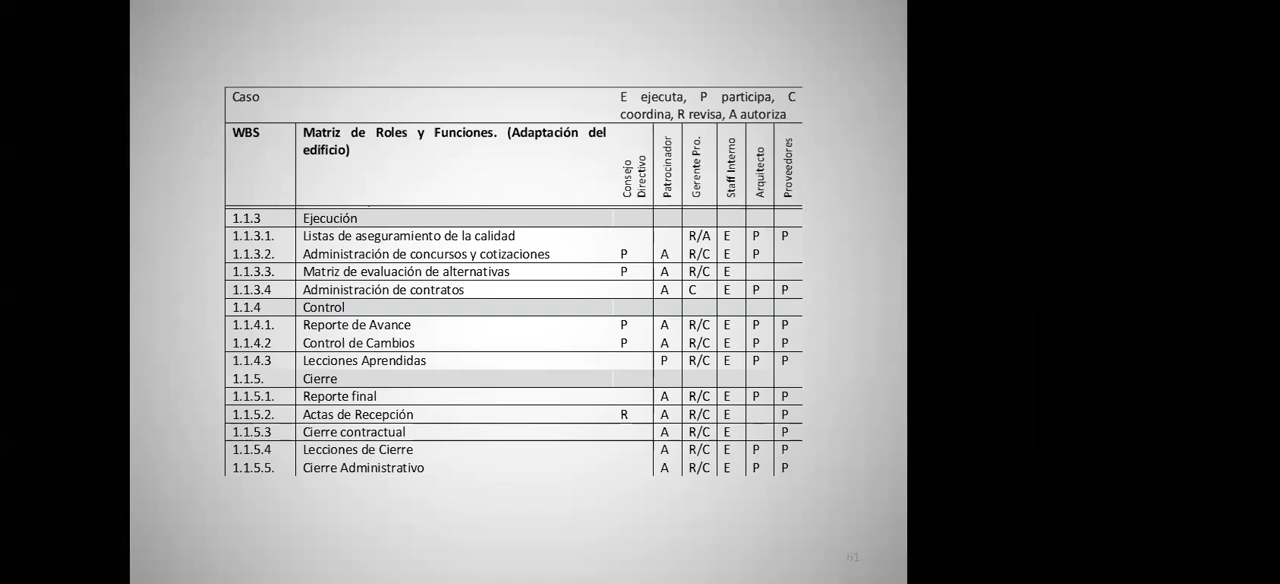 Caso E ejecuta, P participa, C
coordina, R revisa, A autoriza
WBS Matriz de Roles y Funciones. (Adaptación del
edificio)
Consejo
Directivo
Patrocinador
Gerente Pro.
Staff Interno
Arquitecto
Proveedores
1.1.3 Ejecución
1.1.3.1. Listas de aseguramiento de la calidad R/A E P P
1.1.3.2. Administración de concursos y cotizaciones P A R/C E P
1.1.3.3. Matriz de evaluación de alternativas P A R/C E
1.1.3.4 Administración de contratos A C E P P
1.1.4 Control
1.1.4.1. Reporte de Avance P A R/C E P P
1.1.4.2 Control de Cambios P A R/C E P P
1.1.4.3 Lecciones Aprendidas P R/C E P P
1.1.5. Cierre
1.1.5.1. Reporte final A R/C E P P
1.1.5.2. Actas de Recepción R A R/C E P
1.1.5.3 Cierre contractual A R/C E P
1.1.5.4 Lecciones de Cierre A R/C E P P
1.1.5.5. Cierre Administrativo A R/C E P P
61